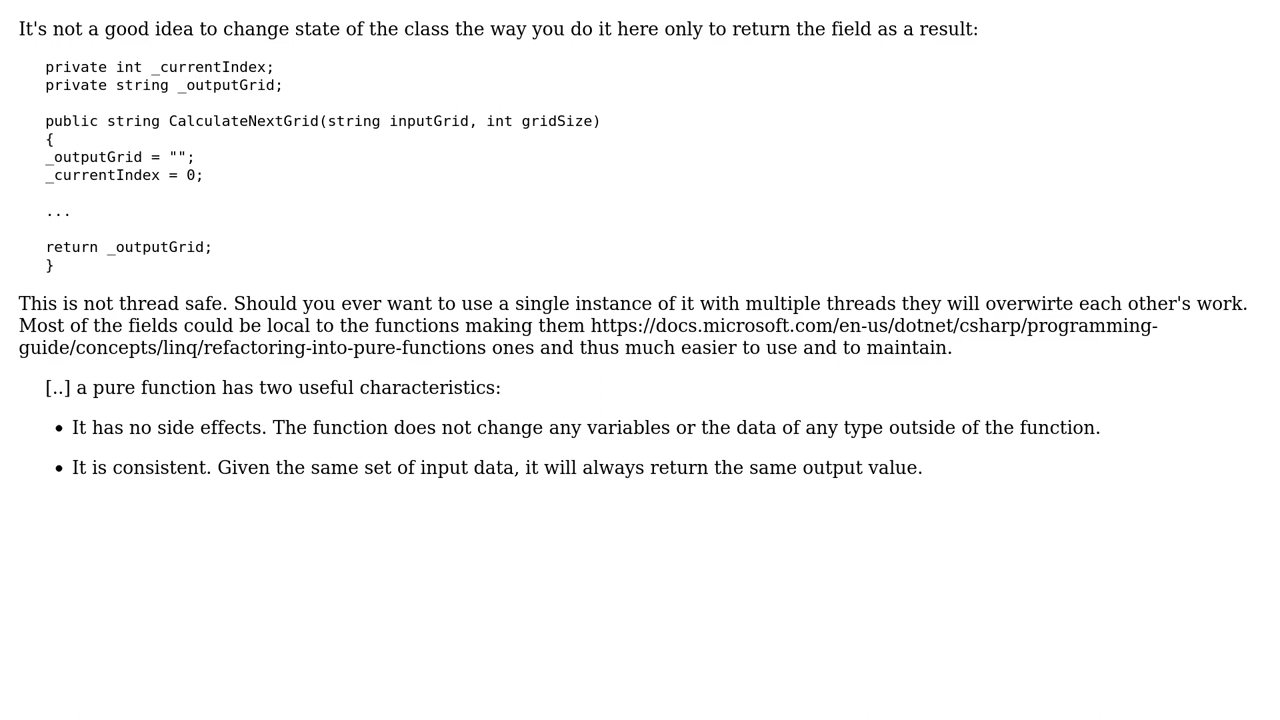 It's not a good idea to change state of the class the way you do it here only to return the field as a result:
private int _currentIndex;
private string _outputGrid;
public string CalculateNextGrid(string inputGrid, int gridSize)
{
_outputGrid = "";
_currentIndex = 0;
...
return _outputGrid;
}
This is not thread safe. Should you ever want to use a single instance of it with multiple threads they will overwirte each other's work.
Most of the fields could be local to the functions making them https://docs.microsoft.com/en-us/dotnet/csharp/programming-
guide/concepts/linq/refactoring-into-pure-functions ones and thus much easier to use and to maintain.
[..] a pure function has two useful characteristics:
• It has no side effects. The function does not change any variables or the data of any type outside of the function.
• It is consistent. Given the same set of input data, it will always return the same output value.